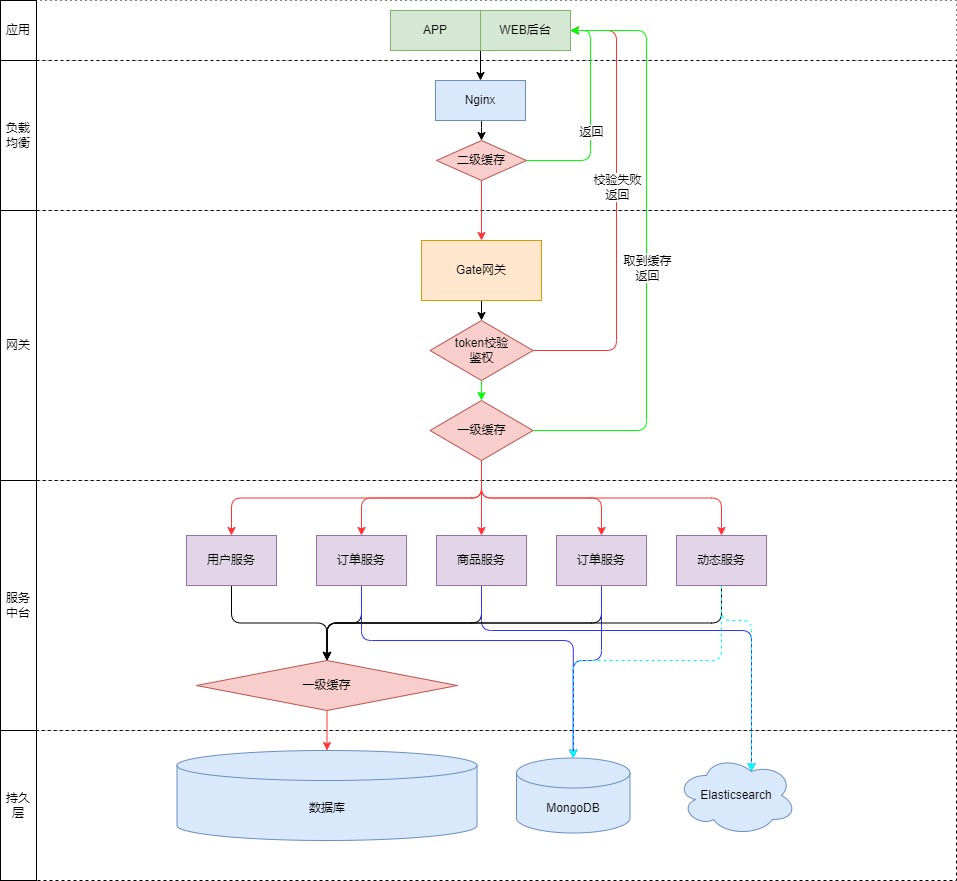 应用
APP
WEB后台
负载
均衡
Nginx
返回
二级缓存
校验失败
返回
网关
Gate网关
取到缓存
返回
token校验
鉴权
一级缓存
服务
中台
用户服务
订单服务
商品服务
订单服务
动态服务
一级缓存
持久
层
数据库
MongoDB
Elasticsearch